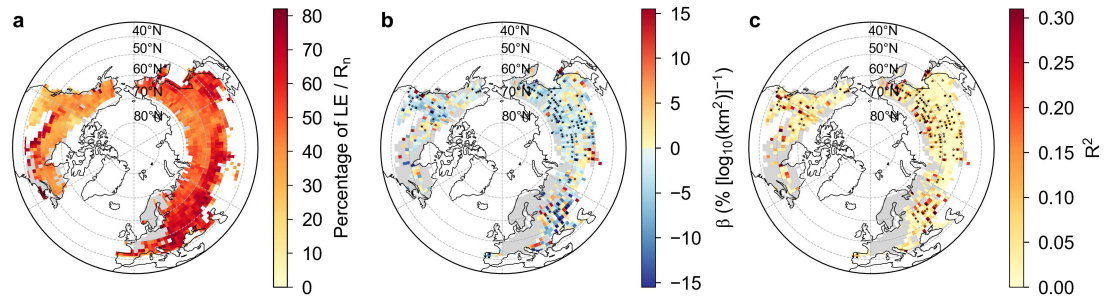 a
40°N
50°N
60°N
70°N
80°N
80
70
60
50
40
30
20
10
0
Percentage of LE / Rn
b
40°N
50°N
60°N
70°N
80°N
15
10
5
0
−5
−10
−15
β (% [log₁₀(km²)]⁻¹)
c
40°N
50°N
60°N
70°N
80°N
0.30
0.25
0.20
0.15
0.10
0.05
0.00
R²